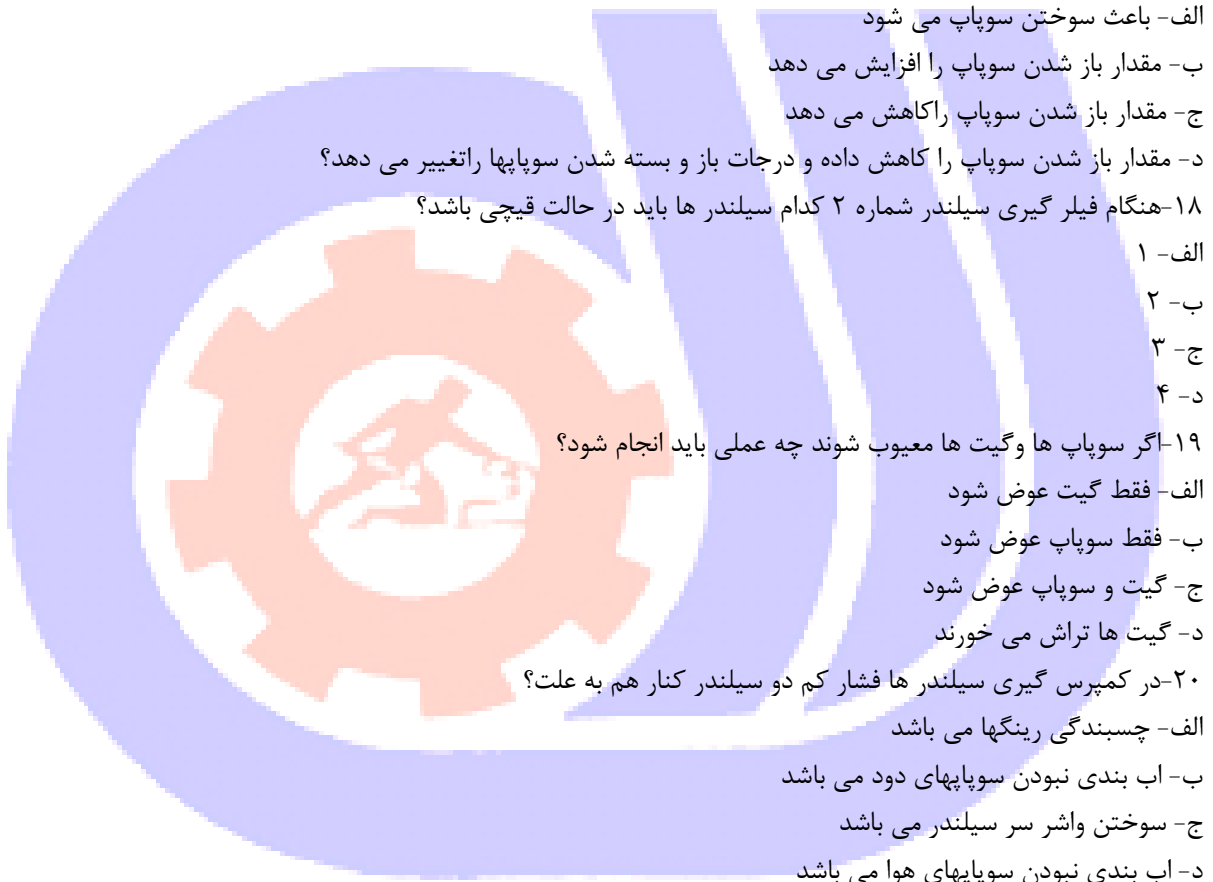 الف- باعث سوختن سوپاپ می شود
ب- مقدار باز شدن سوپاپ را افزایش می دهد
ج- مقدار باز شدن سوپاپ راکاهش می دهد
د- مقدار باز شدن سوپاپ را کاهش داده و درجات باز و بسته شدن سوپاپها راتغییر می دهد؟
۱۸-هنگام فیلر گیری سیلندر شماره ۲ کدام سیلندر ها باید در حالت قیچی باشد؟
الف- ۱
ب- ۲
ج- ۳
د- ۴
۱۹-اگر سوپاپ ها وگیت ها معیوب شوند چه عملی باید انجام شود؟
الف- فقط گیت عوض شود
ب- فقط سوپاپ عوض شود
ج- گیت و سوپاپ عوض شود
د- گیت ها تراش می خورند
۲۰-در کمپرس گیری سیلندر ها فشار کم دو سیلندر کنار هم به علت؟
الف- چسبندگی رینگها می باشد
ب- اب بندی نبودن سوپاپهای دود می باشد
ج- سوختن واشر سر سیلندر می باشد
د- اب بندی نبودن سوپاپهای هوا می باشد